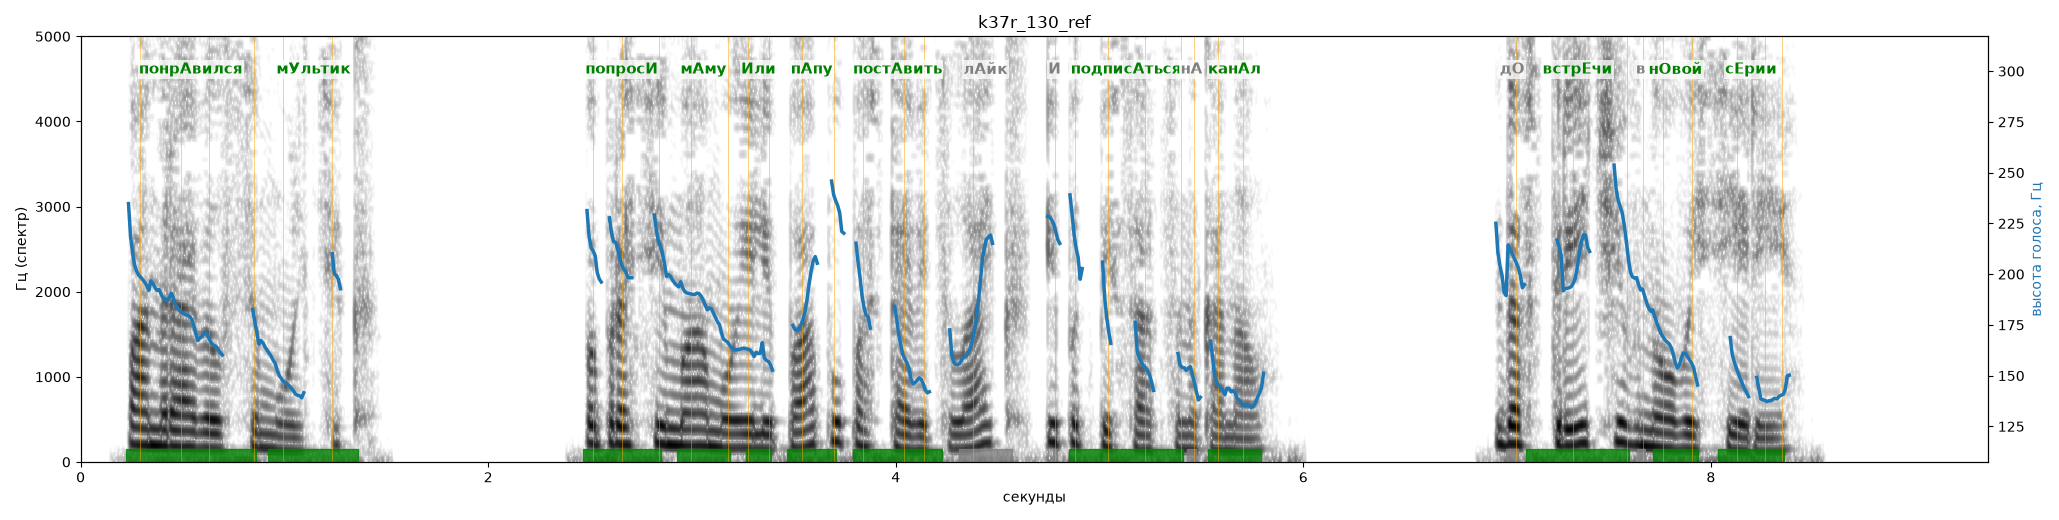 k37r_130_ref
понрАвился мУльтик попросИ мАму Или пАпу постАвить лАйк И подписАться нА канАл дО встрЕчи в нОвой сЕрии
Гц (спектр)
5000
4000
3000
2000
1000
0
высота голоса, Гц
300
275
250
225
200
175
150
125
0 2 4 6 8
секунды